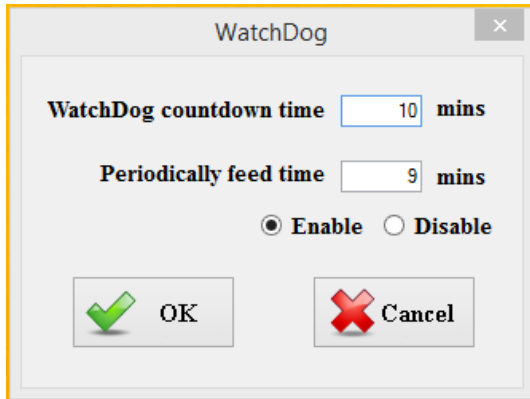 WatchDog
WatchDog countdown time 10 mins
Periodically feed time 9 mins
Enable Disable
OK Cancel